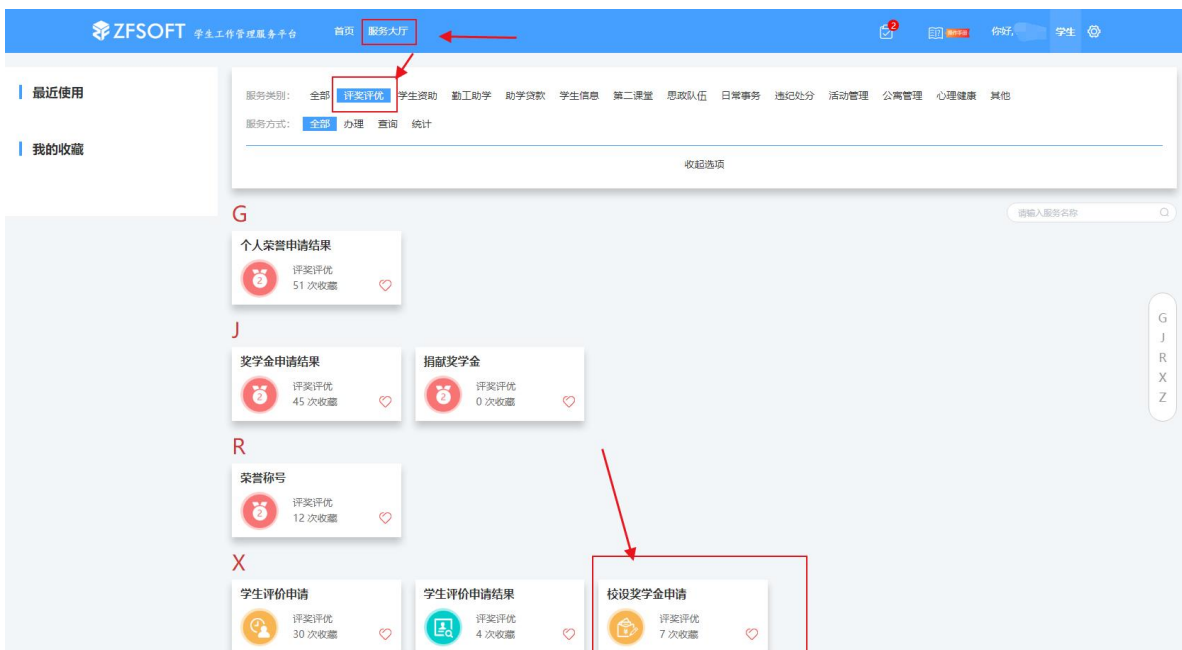 ZFSOFT 学生工作管理服务平台 首页 服务大厅 2 你好, 学生
最近使用
我的收藏
服务类别: 全部 评奖评优 学生资助 勤工助学 助学贷款 学生信息 第二课堂 思政队伍 日常事务 违纪处分 活动管理 公寓管理 心理健康 其他
服务方式: 全部 办理 查询 统计
收起选项
请输入服务名称
G
个人荣誉申请结果
2
评奖评优
51 次收藏
J
奖学金申请结果
2
评奖评优
45 次收藏
捐献奖学金
2
评奖评优
0 次收藏
R
荣誉称号
2
评奖评优
12 次收藏
X
学生评价申请
评奖评优
30 次收藏
学生评价申请结果
评奖评优
4 次收藏
校设奖学金申请
评奖评优
7 次收藏
G
J
R
X
Z